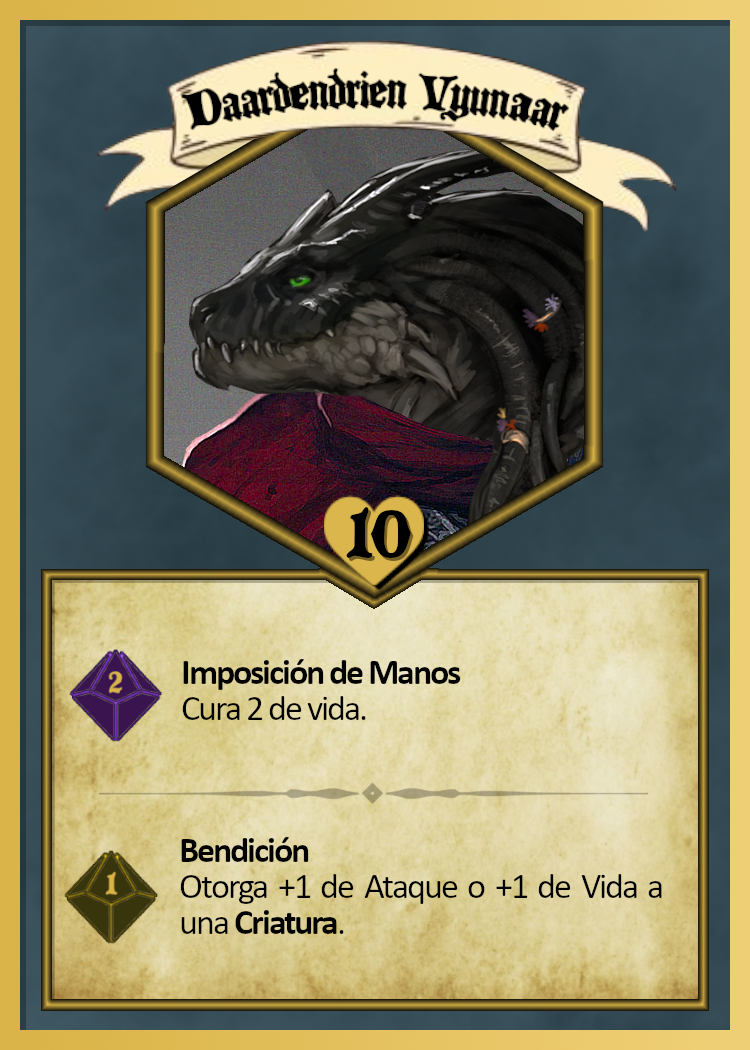 Daardendrien Vyunaar
10
2
Imposición de Manos
Cura 2 de vida.
1
Bendición
Otorga +1 de Ataque o +1 de Vida a
una Criatura.